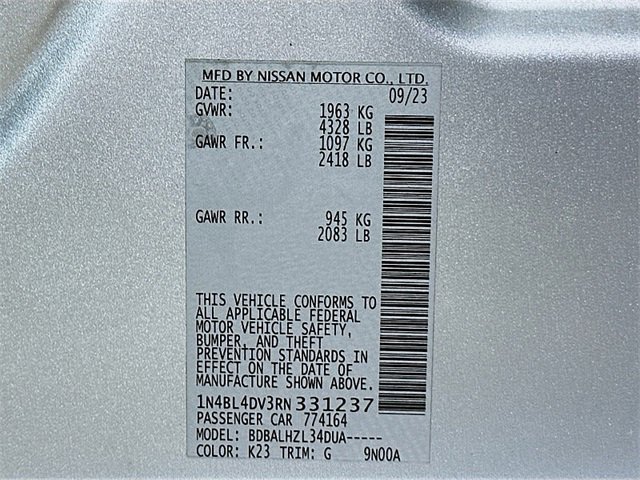 MFD BY NISSAN MOTOR CO., LTD.
DATE: 09/23
GVWR: 1963 KG
4328 LB
GAWR FR.: 1097 KG
2418 LB
GAWR RR.: 945 KG
2083 LB
THIS VEHICLE CONFORMS TO
ALL APPLICABLE FEDERAL
MOTOR VEHICLE SAFETY,
BUMPER, AND THEFT
PREVENTION STANDARDS IN
EFFECT ON THE DATE OF
MANUFACTURE SHOWN ABOVE.
1N4BL4DV3RN 331237
PASSENGER CAR 774164
MODEL: BDBALHZL34DUA-----
COLOR: K23 TRIM: G 9N00A